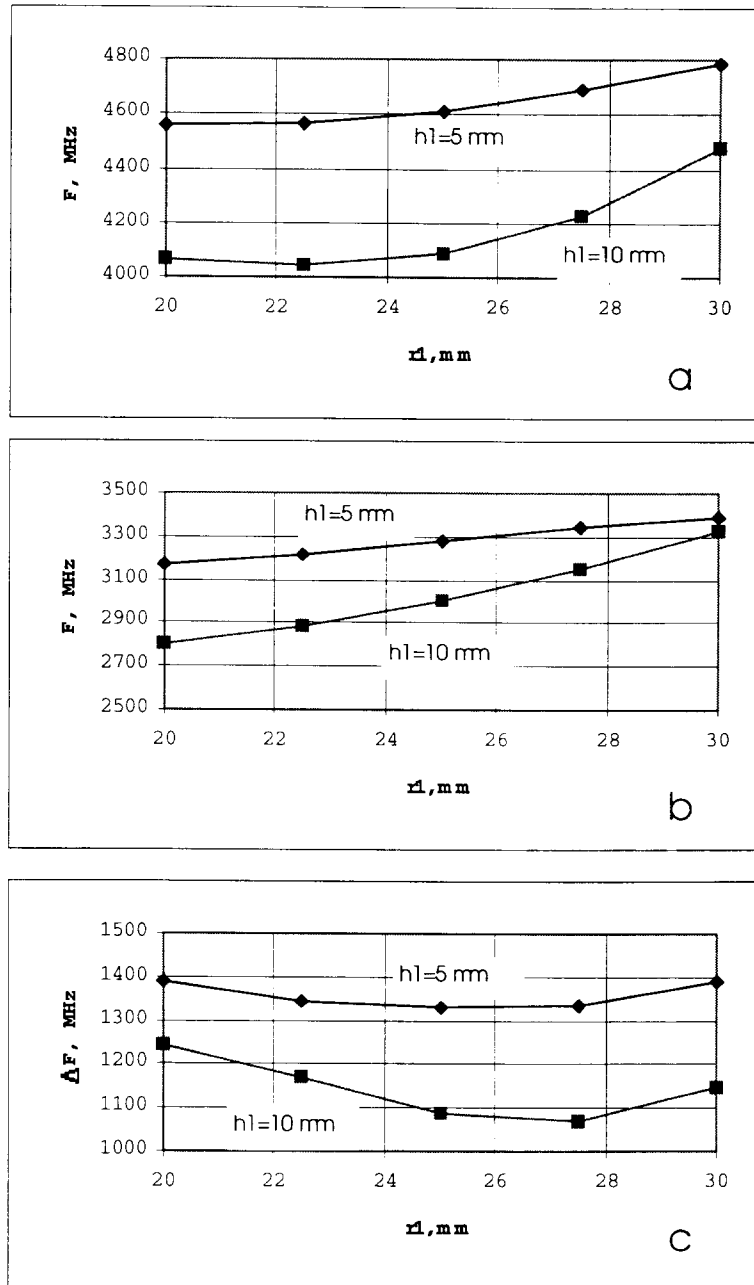 4800
4600
4400
4200
4000
F, MHz
h1=5 mm
h1=10 mm
20 22 24 26 28 30
r1,mm
a
3500
3300
3100
2900
2700
2500
F, MHz
h1=5 mm
h1=10 mm
20 22 24 26 28 30
r1,mm
b
1500
1400
1300
1200
1100
1000
ΔF, MHz
h1=5 mm
h1=10 mm
20 22 24 26 28 30
r1,mm
c